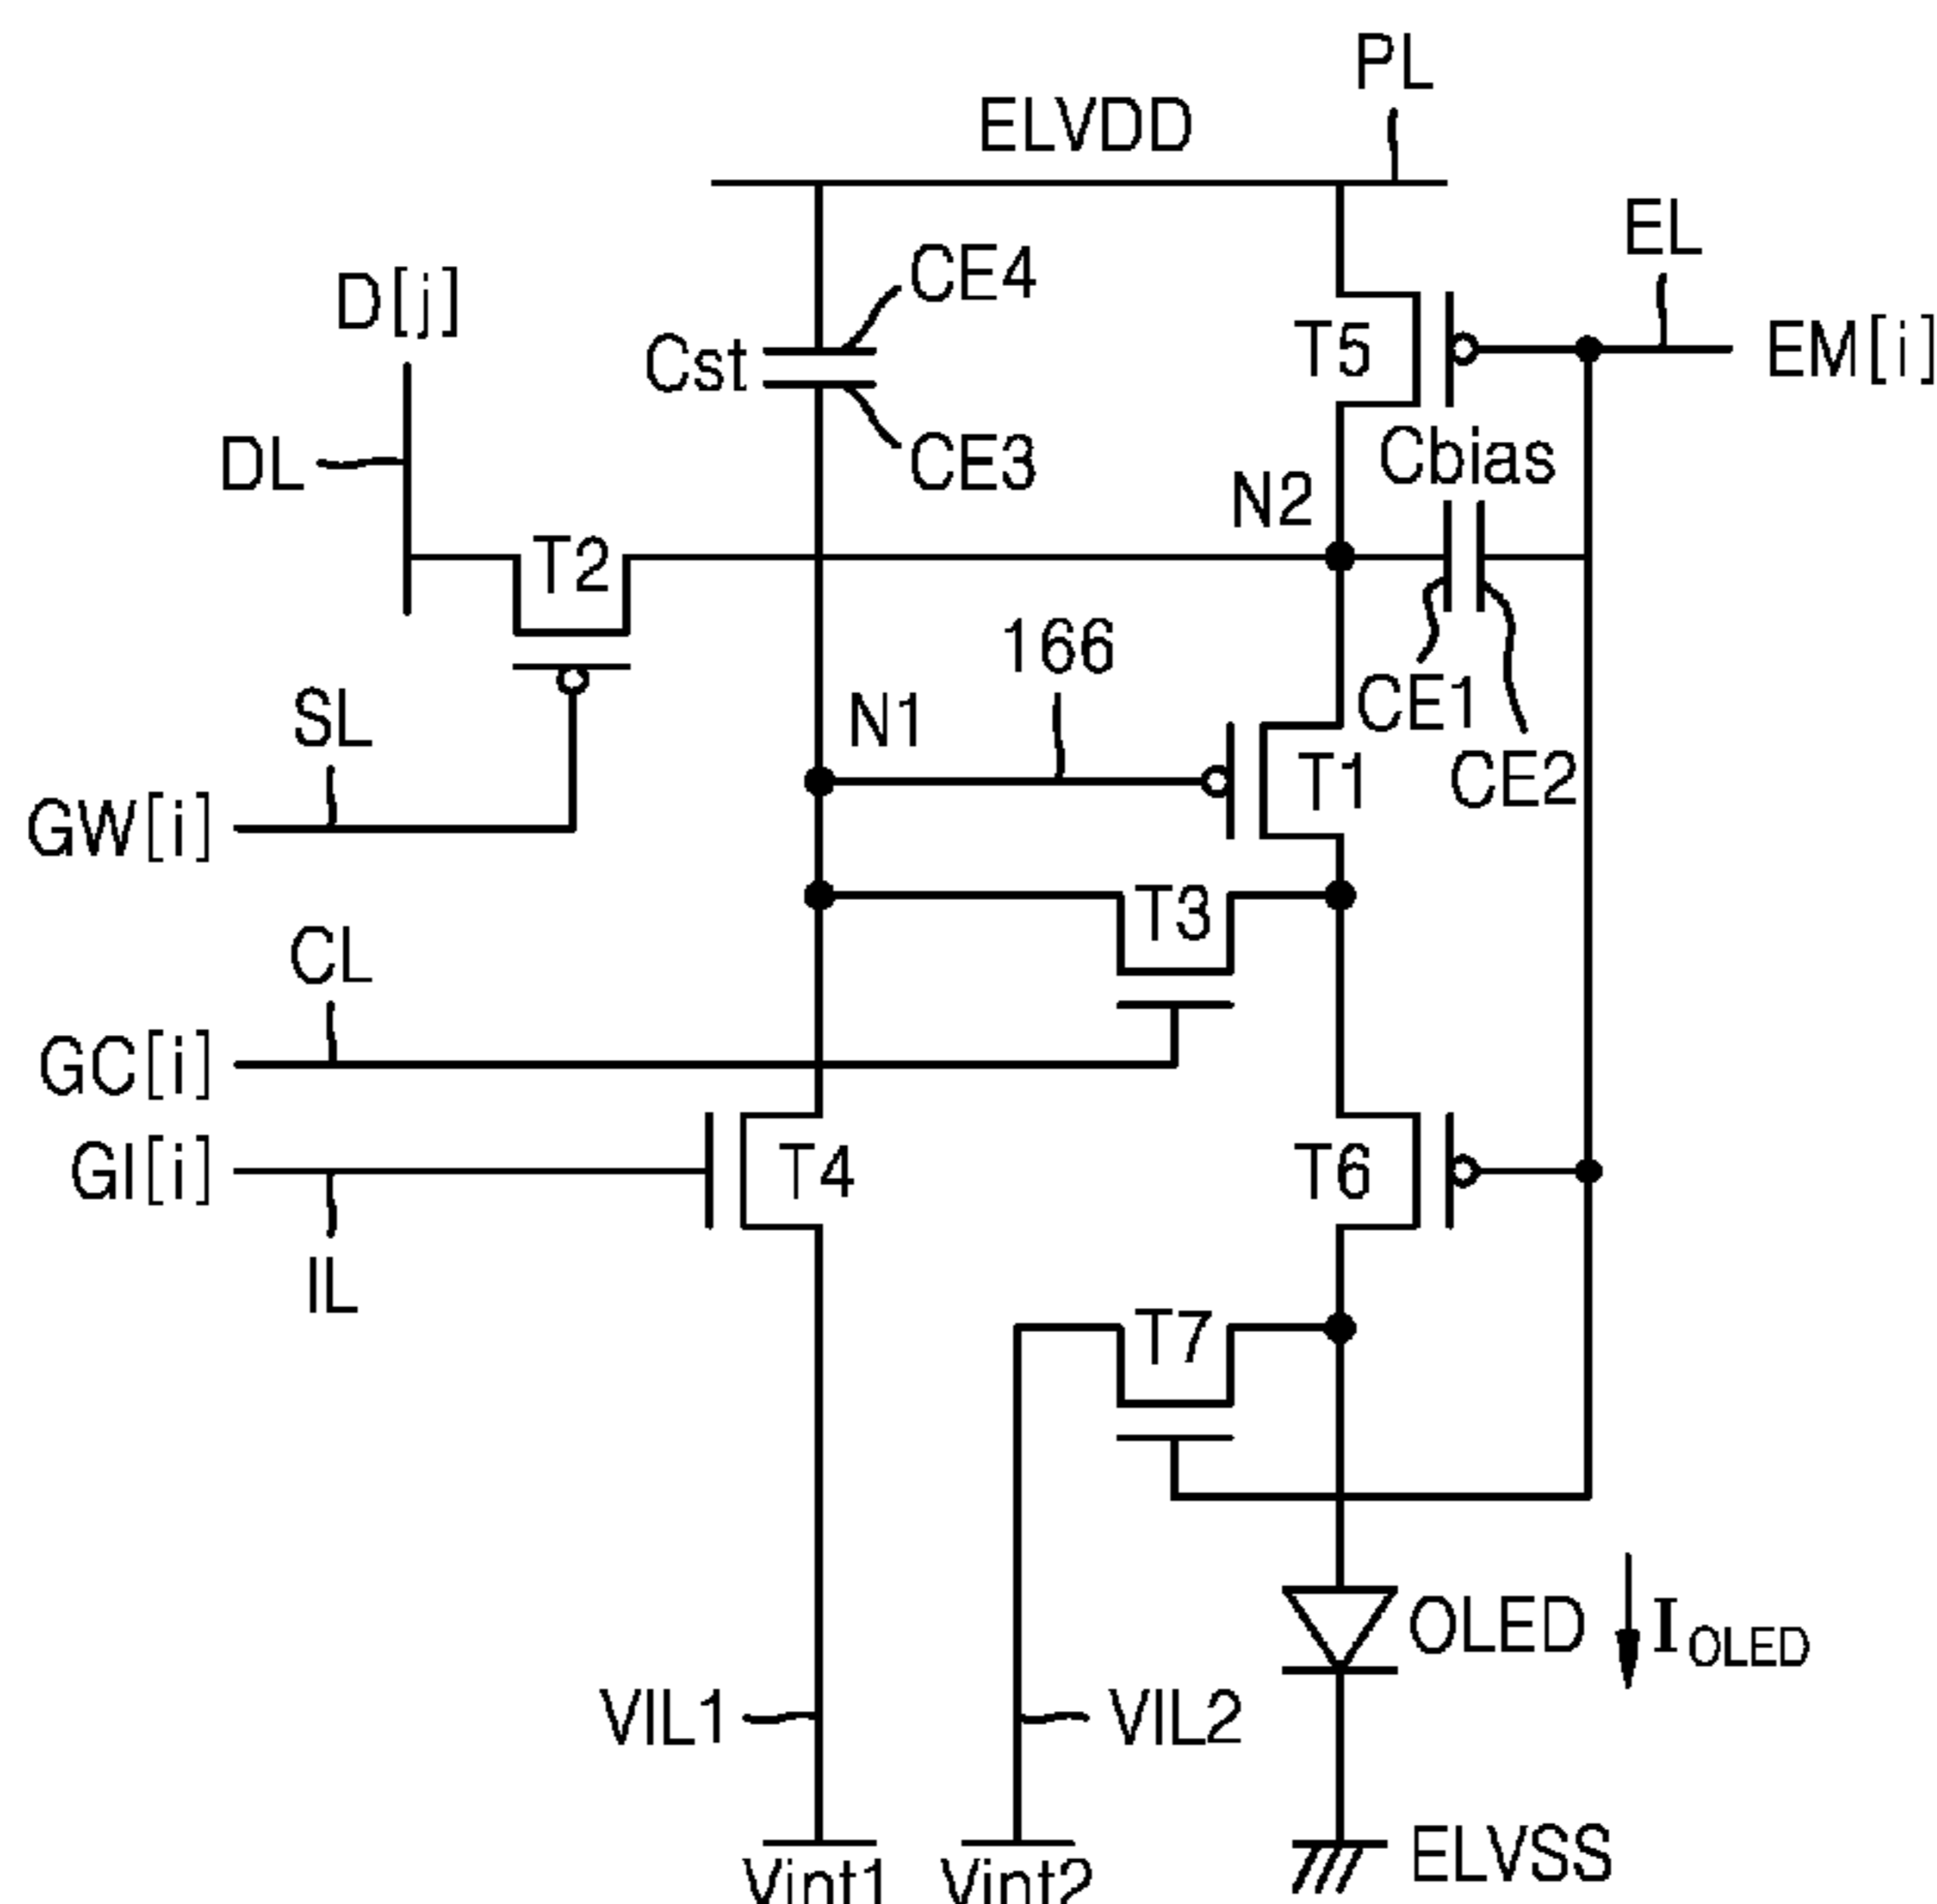 PL
ELVDD
EL
CE4
D[j]
T5
EM[i]
Cst
CE3
Cbias
DL
N2
T2
166
CE1
SL
N1
T1
CE2
GW[i]
T3
CL
GC[i]
GI[i]
T4
T6
IL
T7
OLED
IOLED
VIL1
VIL2
ELVSS
Vint1
Vint2